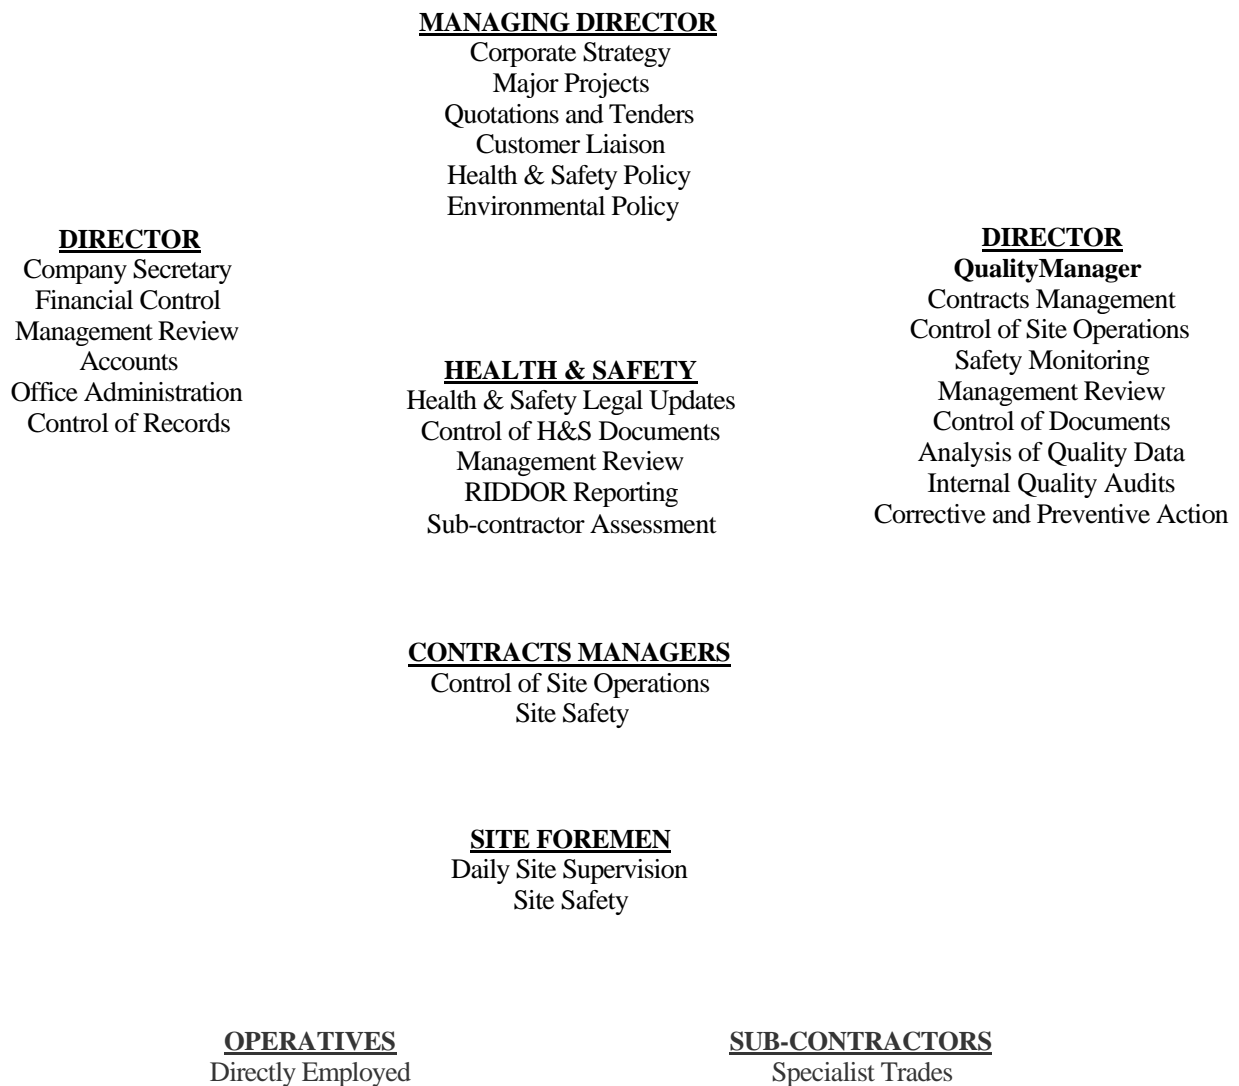 MANAGING DIRECTOR
Corporate Strategy
Major Projects
Quotations and Tenders
Customer Liaison
Health & Safety Policy
Environmental Policy
DIRECTOR
Company Secretary
Financial Control
Management Review
Accounts
Office Administration
Control of Records
HEALTH & SAFETY
Health & Safety Legal Updates
Control of H&S Documents
Management Review
RIDDOR Reporting
Sub-contractor Assessment
DIRECTOR
QualityManager
Contracts Management
Control of Site Operations
Safety Monitoring
Management Review
Control of Documents
Analysis of Quality Data
Internal Quality Audits
Corrective and Preventive Action
CONTRACTS MANAGERS
Control of Site Operations
Site Safety
SITE FOREMEN
Daily Site Supervision
Site Safety
OPERATIVES
Directly Employed
SUB-CONTRACTORS
Specialist Trades